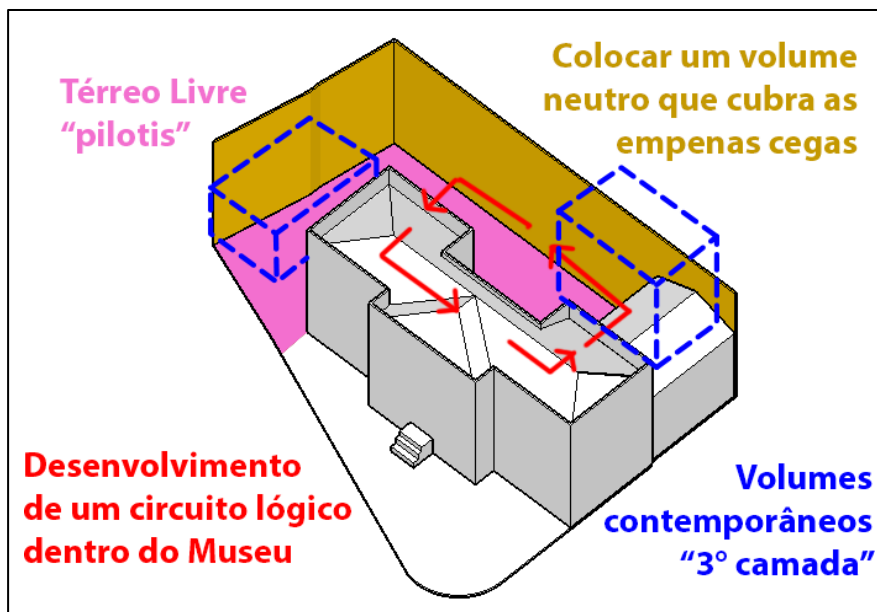 Térreo Livre
“pilotis”
Colocar um volume
neutro que cubra as
empenas cegas
Desenvolvimento
de um circuito lógico
dentro do Museu
Volumes
contemporâneos
“3° camada”